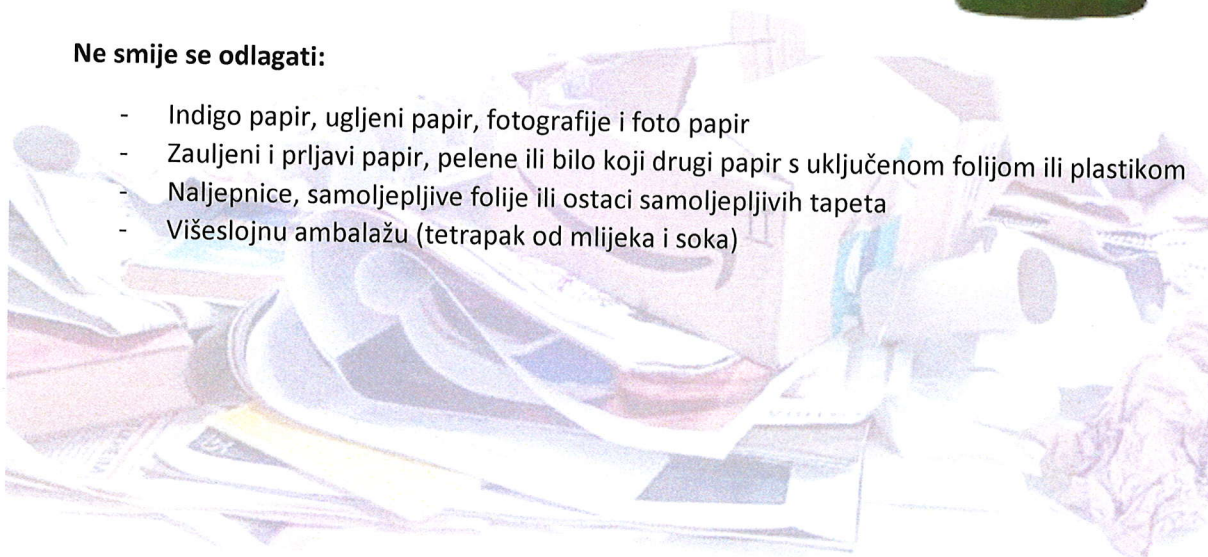 Ne smije se odlagati:
- Indigo papir, ugljeni papir, fotografije i foto papir
- Zauljeni i prljavi papir, pelene ili bilo koji drugi papir s uključenom folijom ili plastikom
- Naljepnice, samoljepljive folije ili ostaci samoljepljivih tapeta
- Višeslojnu ambalažu (tetrapak od mlijeka i soka)